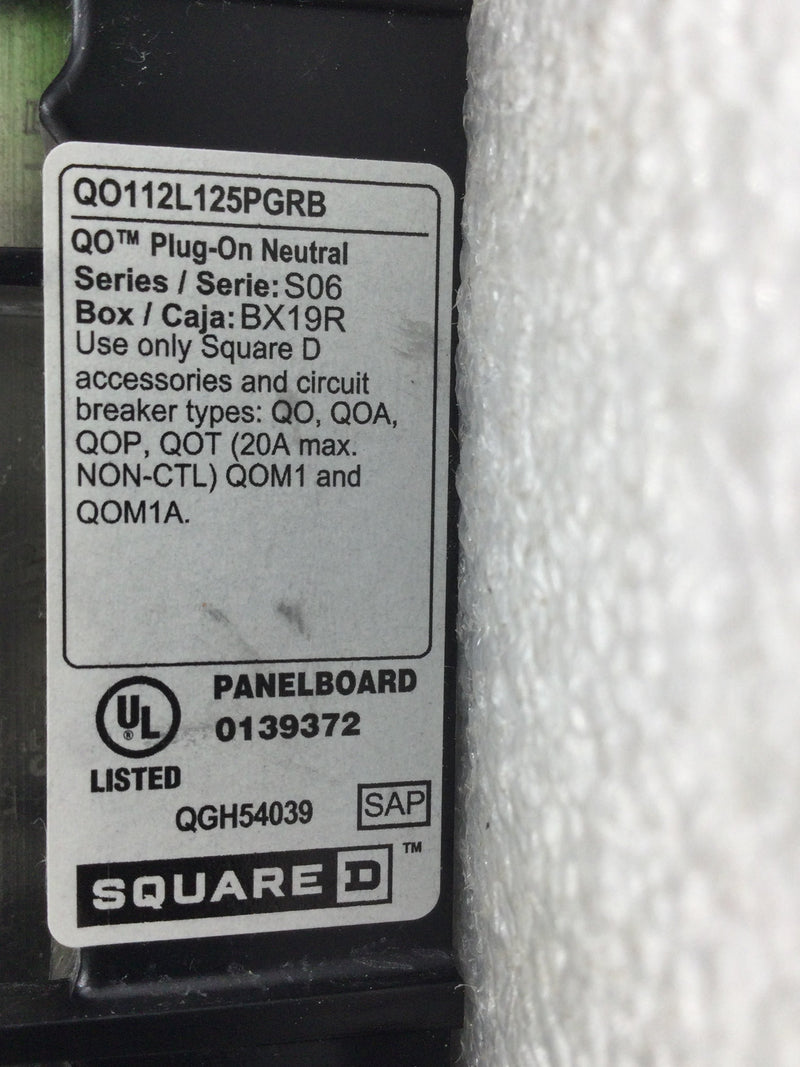 QO112L125PGRB
QO™ Plug-On Neutral
Series / Serie: S06
Box / Caja: BX19R
Use only Square D
accessories and circuit
breaker types: QO, QOA,
QOP, QOT (20A max.
NON-CTL) QOM1 and
QOM1A.
UL ®
LISTED
PANELBOARD
0139372
QGH54039
SAP
SQUARE D ™